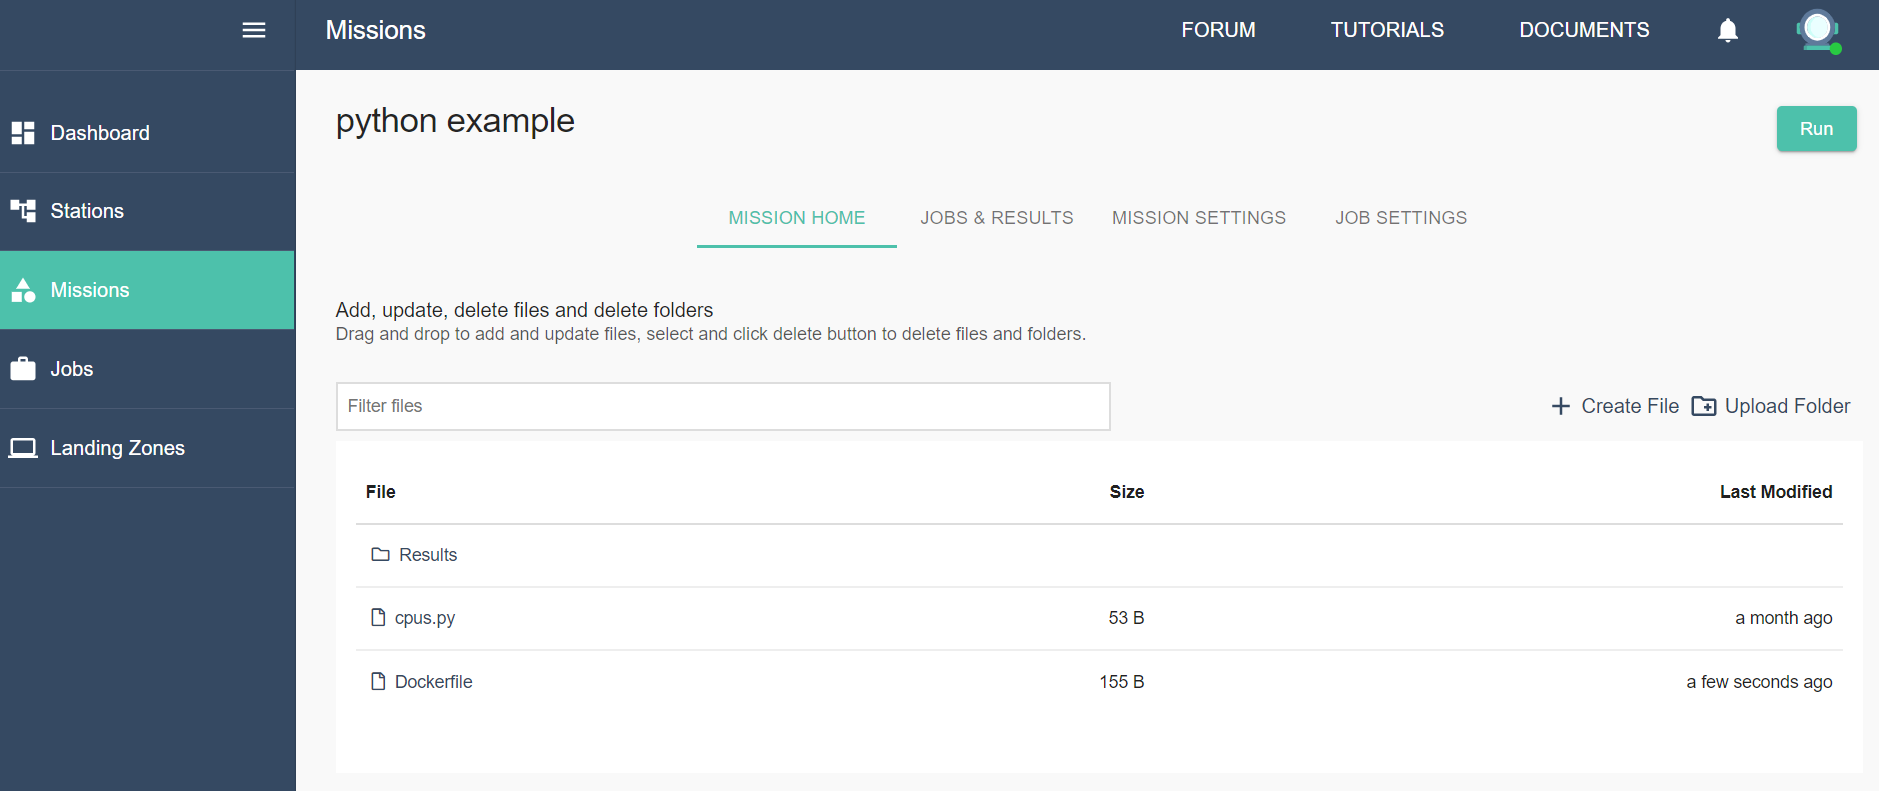 Missions
FORUM
TUTORIALS
DOCUMENTS
Dashboard
Stations
Missions
Jobs
Landing Zones
python example
Run
MISSION HOME
JOBS & RESULTS
MISSION SETTINGS
JOB SETTINGS
Add, update, delete files and delete folders
Drag and drop to add and update files, select and click delete button to delete files and folders.
Filter files
Create File
Upload Folder
File Size Last Modified
Results
cpus.py 53 B a month ago
Dockerfile 155 B a few seconds ago